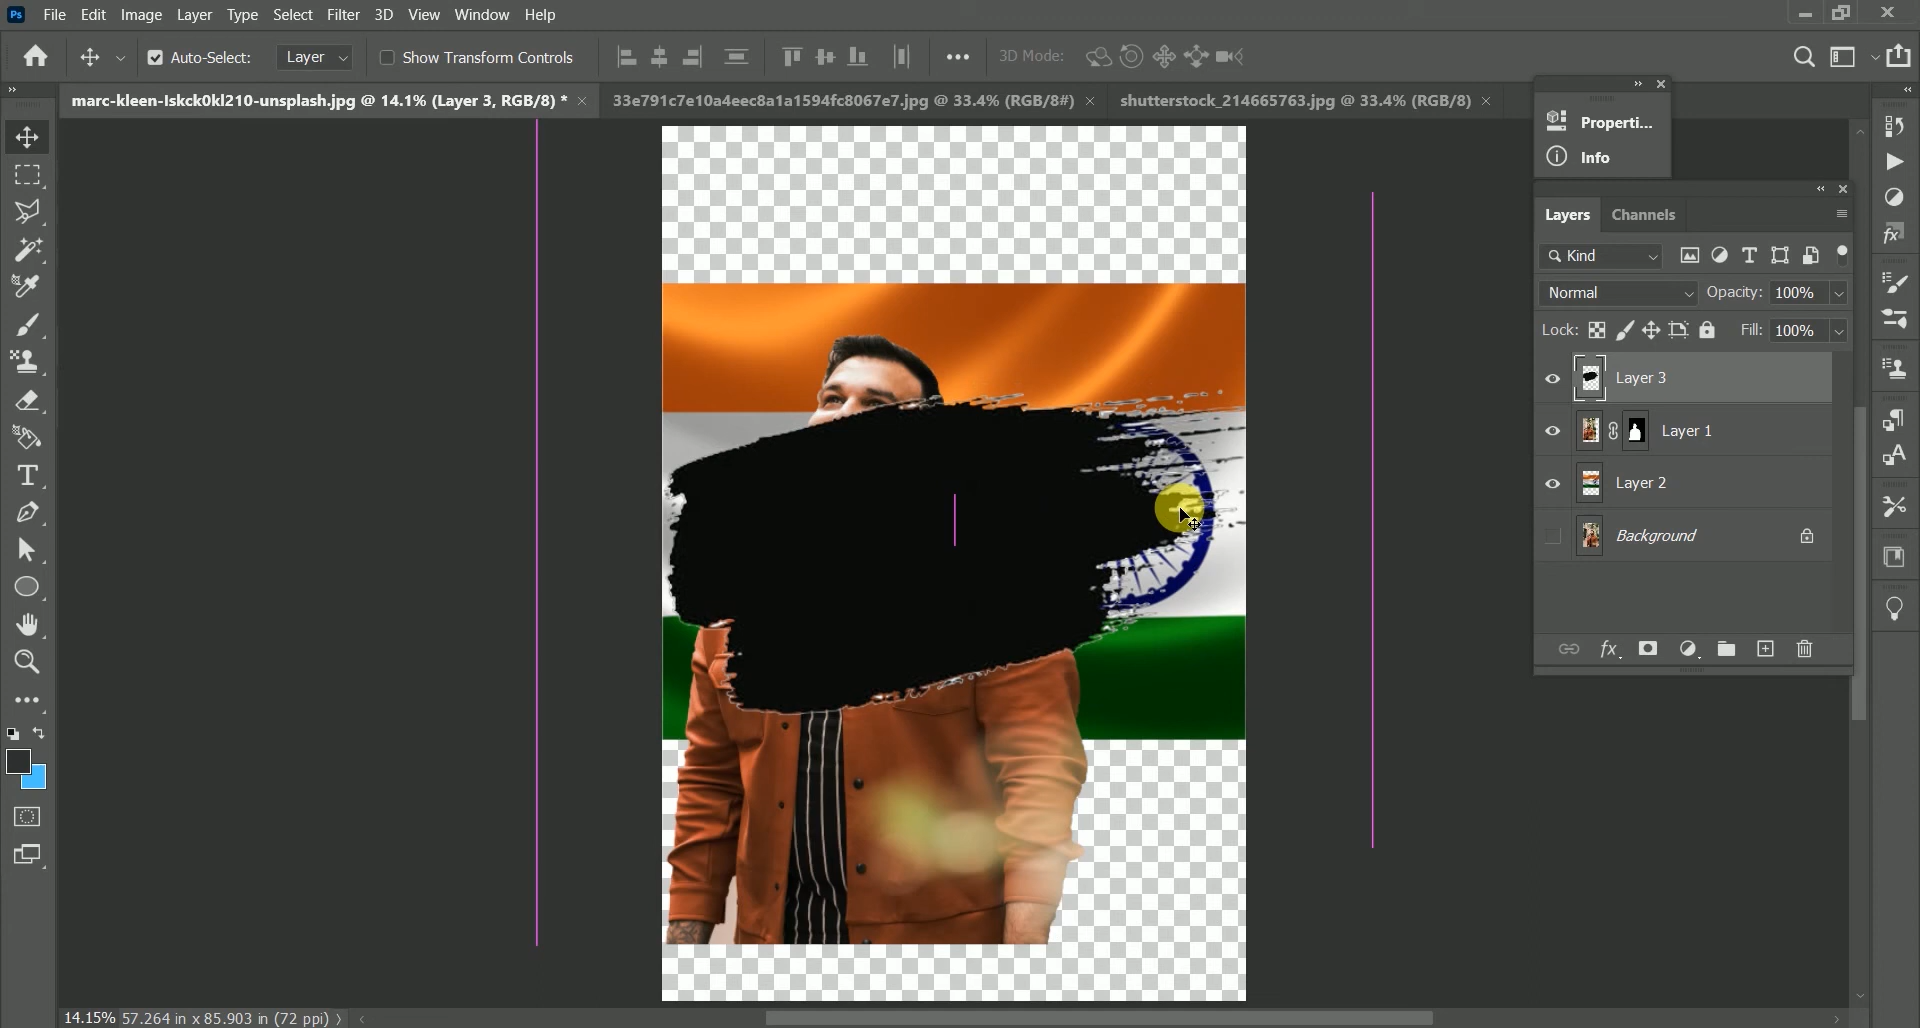 Ps File Edit Image Layer Type Select Filter 3D View Window Help
Auto-Select: Layer Show Transform Controls 3D Mode:
marc-kleen-Iskck0kl210-unsplash.jpg @ 14.1% (Layer 3, RGB/8) * 33e791c7e10a4eec8a1a1594fc8067e7.jpg @ 33.4% (RGB/8#) shutterstock_214665763.jpg @ 33.4% (RGB/8)
Properti...
Info
Layers Channels
Kind
Normal Opacity: 100%
Lock: Fill: 100%
Layer 3
Layer 1
Layer 2
Background
fx
14.15% 57.264 in x 85.903 in (72 ppi)